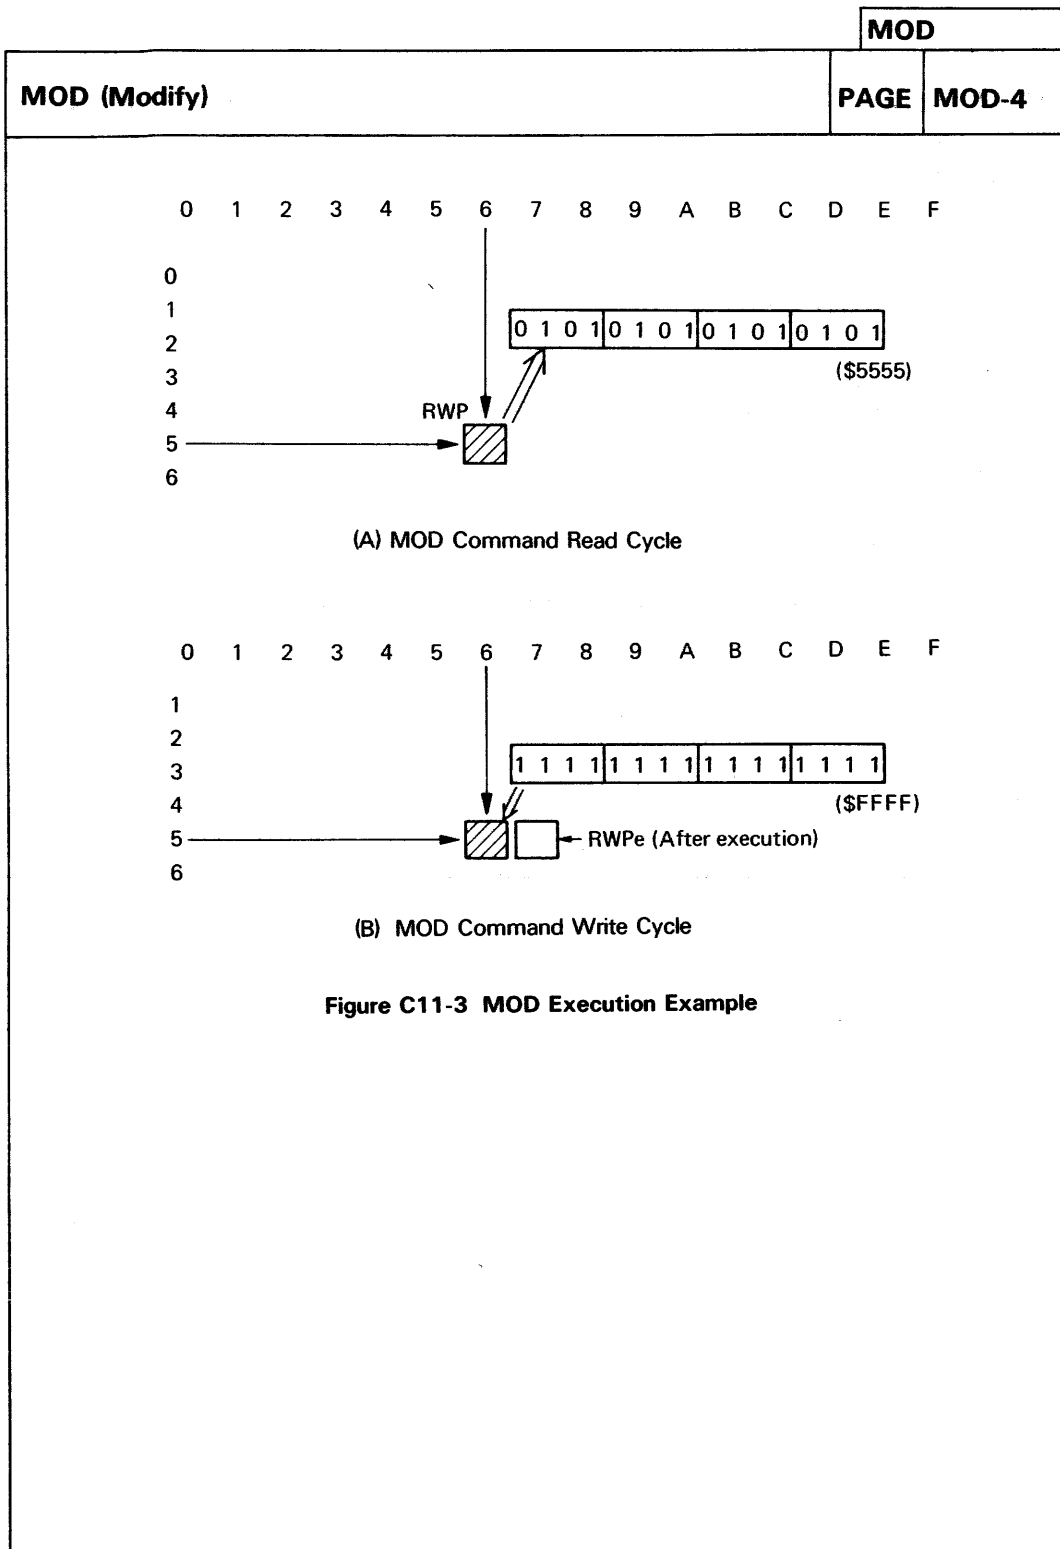 MOD
MOD (Modify) PAGE MOD-4
0 1 2 3 4 5 6 7 8 9 A B C D E F
0
1
0 1 0 1 0 1 0 1 0 1 0 1 0 1 0 1
2
3 ($5555)
4 RWP
5
6
(A) MOD Command Read Cycle
0 1 2 3 4 5 6 7 8 9 A B C D E F
1
2
3 1 1 1 1 1 1 1 1 1 1 1 1 1 1 1 1
4 ($FFFF)
5 RWPe (After execution)
6
(B) MOD Command Write Cycle
Figure C11-3 MOD Execution Example